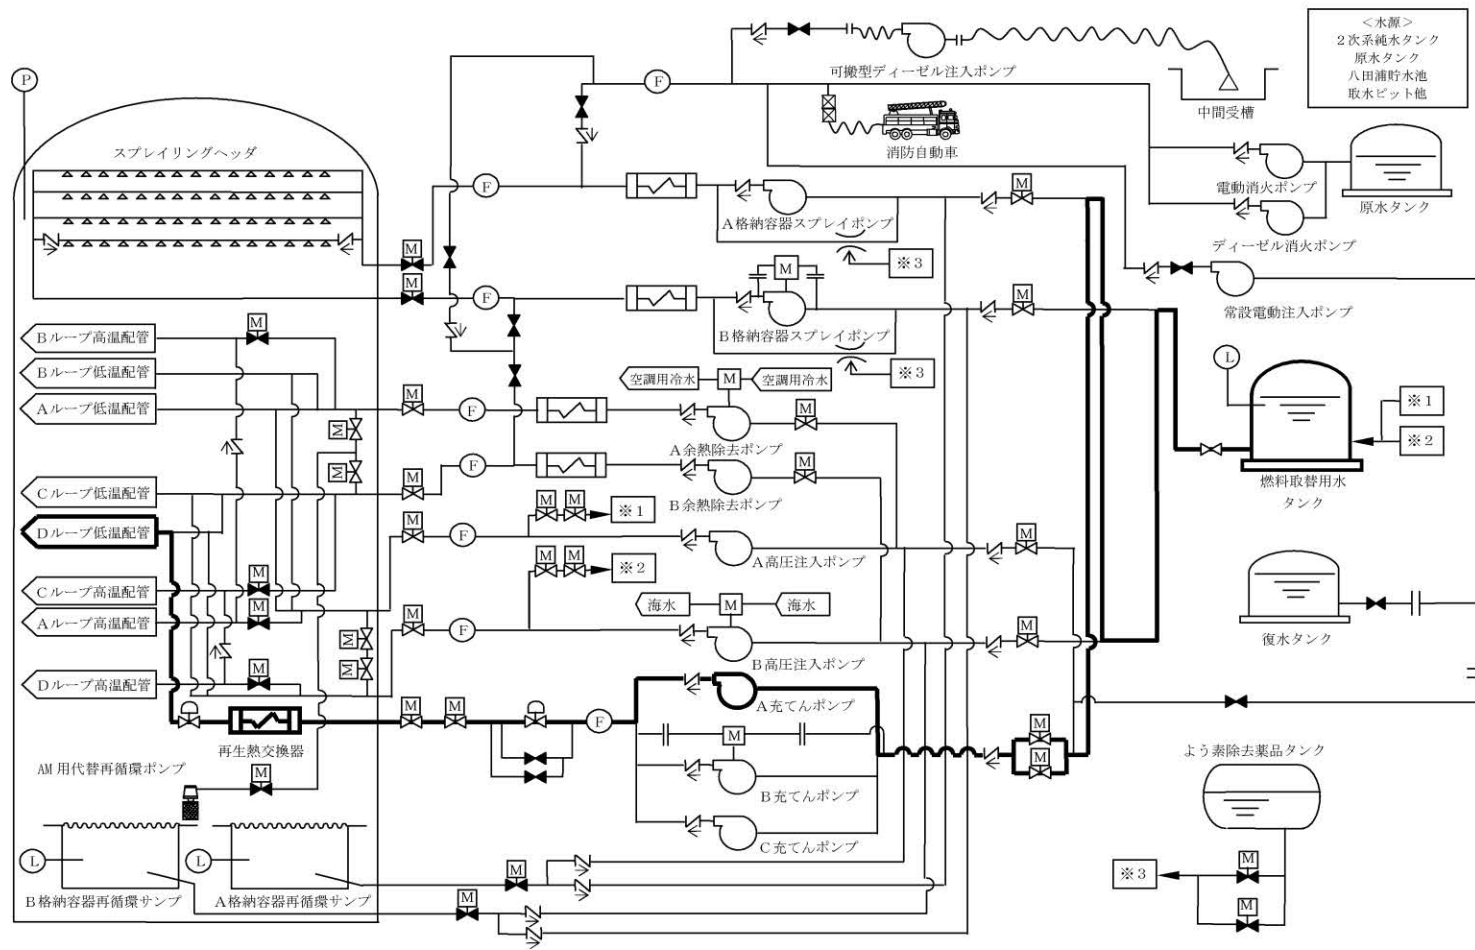 <水源>
2次系純水タンク
原水タンク
八田浦貯水池
取水ピット他
可搬型ディーゼル注入ポンプ
中間受槽
消防自動車
P
F
スプレイリングヘッダ
電動消火ポンプ
原水タンク
ディーゼル消火ポンプ
F
M
A格納容器スプレイポンプ
※3
M
M
F
M
M
B格納容器スプレイポンプ
※3
常設電動注入ポンプ
L
Bループ高温配管
M
Bループ低温配管
空調用冷水
M
空調用冷水
Aループ低温配管
M
F
M
A余熱除去ポンプ
※1
※2
M
M
Cループ低温配管
M
F
M
B余熱除去ポンプ
燃料取替用水
タンク
M
M
※1
Dループ低温配管
M
F
A高圧注入ポンプ
M
M
M
※2
Cループ高温配管
M
Aループ高温配管
M
M
F
海水
M
海水
M
復水タンク
M
M
B高圧注入ポンプ
Dループ高温配管
M
再生熱交換器
M
M
F
A充てんポンプ
M
M
M
AM用代替再循環ポンプ
M
B充てんポンプ
C充てんポンプ
よう素除去薬品タンク
L
L
B格納容器再循環サンプ
A格納容器再循環サンプ
M
M
※3
M
M